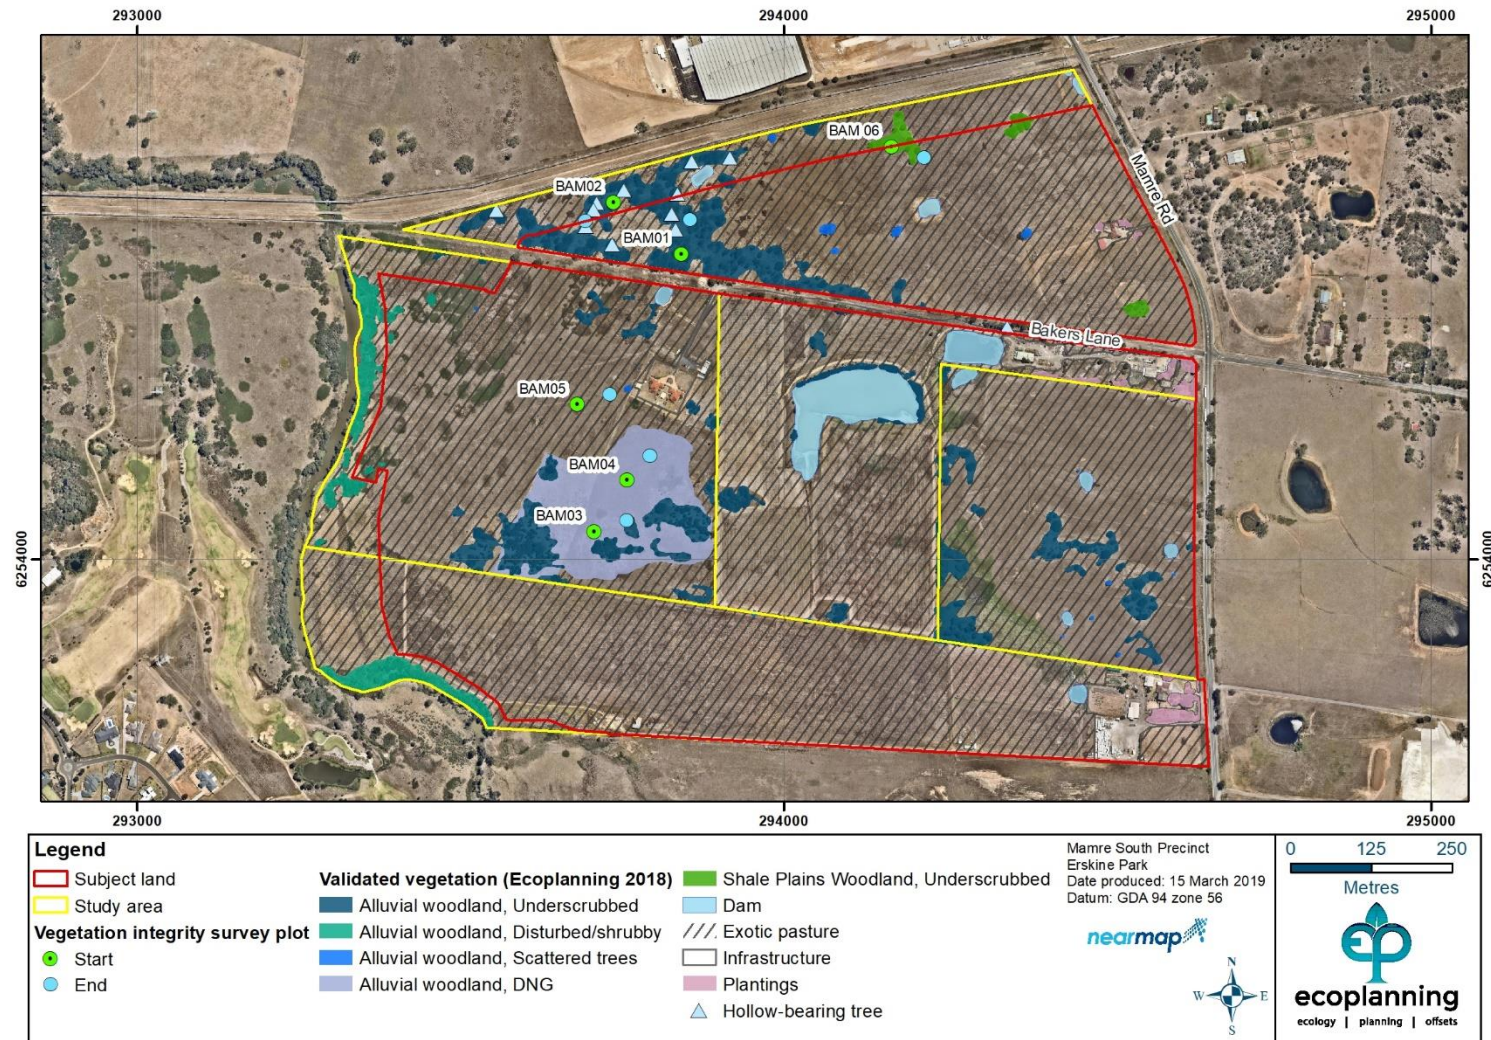 293000
294000
295000
BAM 06
Mamre Rd
BAM02
BAM01
Bakers Lane
BAM05
BAM04
BAM03
6254000
6254000
293000
294000
295000
Legend
Subject land
Study area
Vegetation integrity survey plot
Start
End
Validated vegetation (Ecoplanning 2018)
Alluvial woodland, Underscrubbed
Alluvial woodland, Disturbed/shrubby
Alluvial woodland, Scattered trees
Alluvial woodland, DNG
Shale Plains Woodland, Underscrubbed
Dam
Exotic pasture
Infrastructure
Plantings
Hollow-bearing tree
Mamre South Precinct
Erskine Park
Date produced: 15 March 2019
Datum: GDA 94 zone 56
nearmap
N
W E
S
0 125 250
Metres
ep
ecoplanning
ecology | planning | offsets